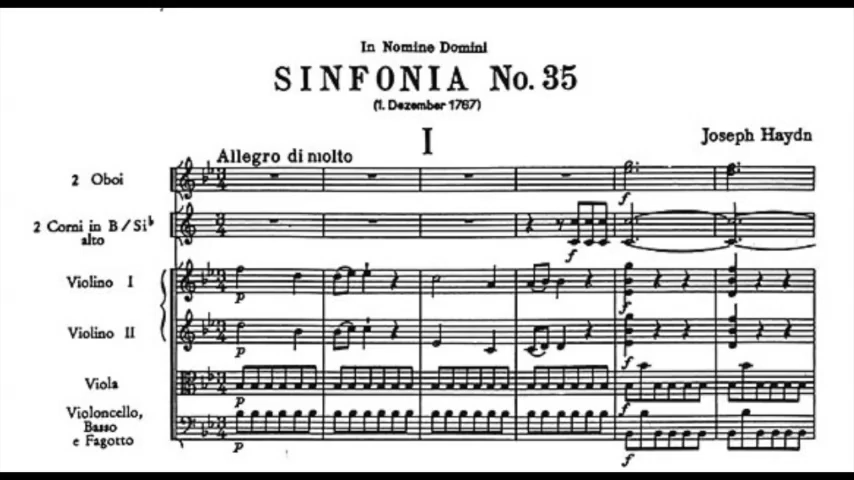 In Nomine Domini
SINFONIA No. 35
(1. Dezember 1767)
I
Joseph Haydn
Allegro di molto
2 Oboi
2 Corni in B / Si♭
alto
Violino I
Violino II
Viola
Violoncello,
Basso
e Fagotto
f
f
p
f
p
f
p
f
p
f